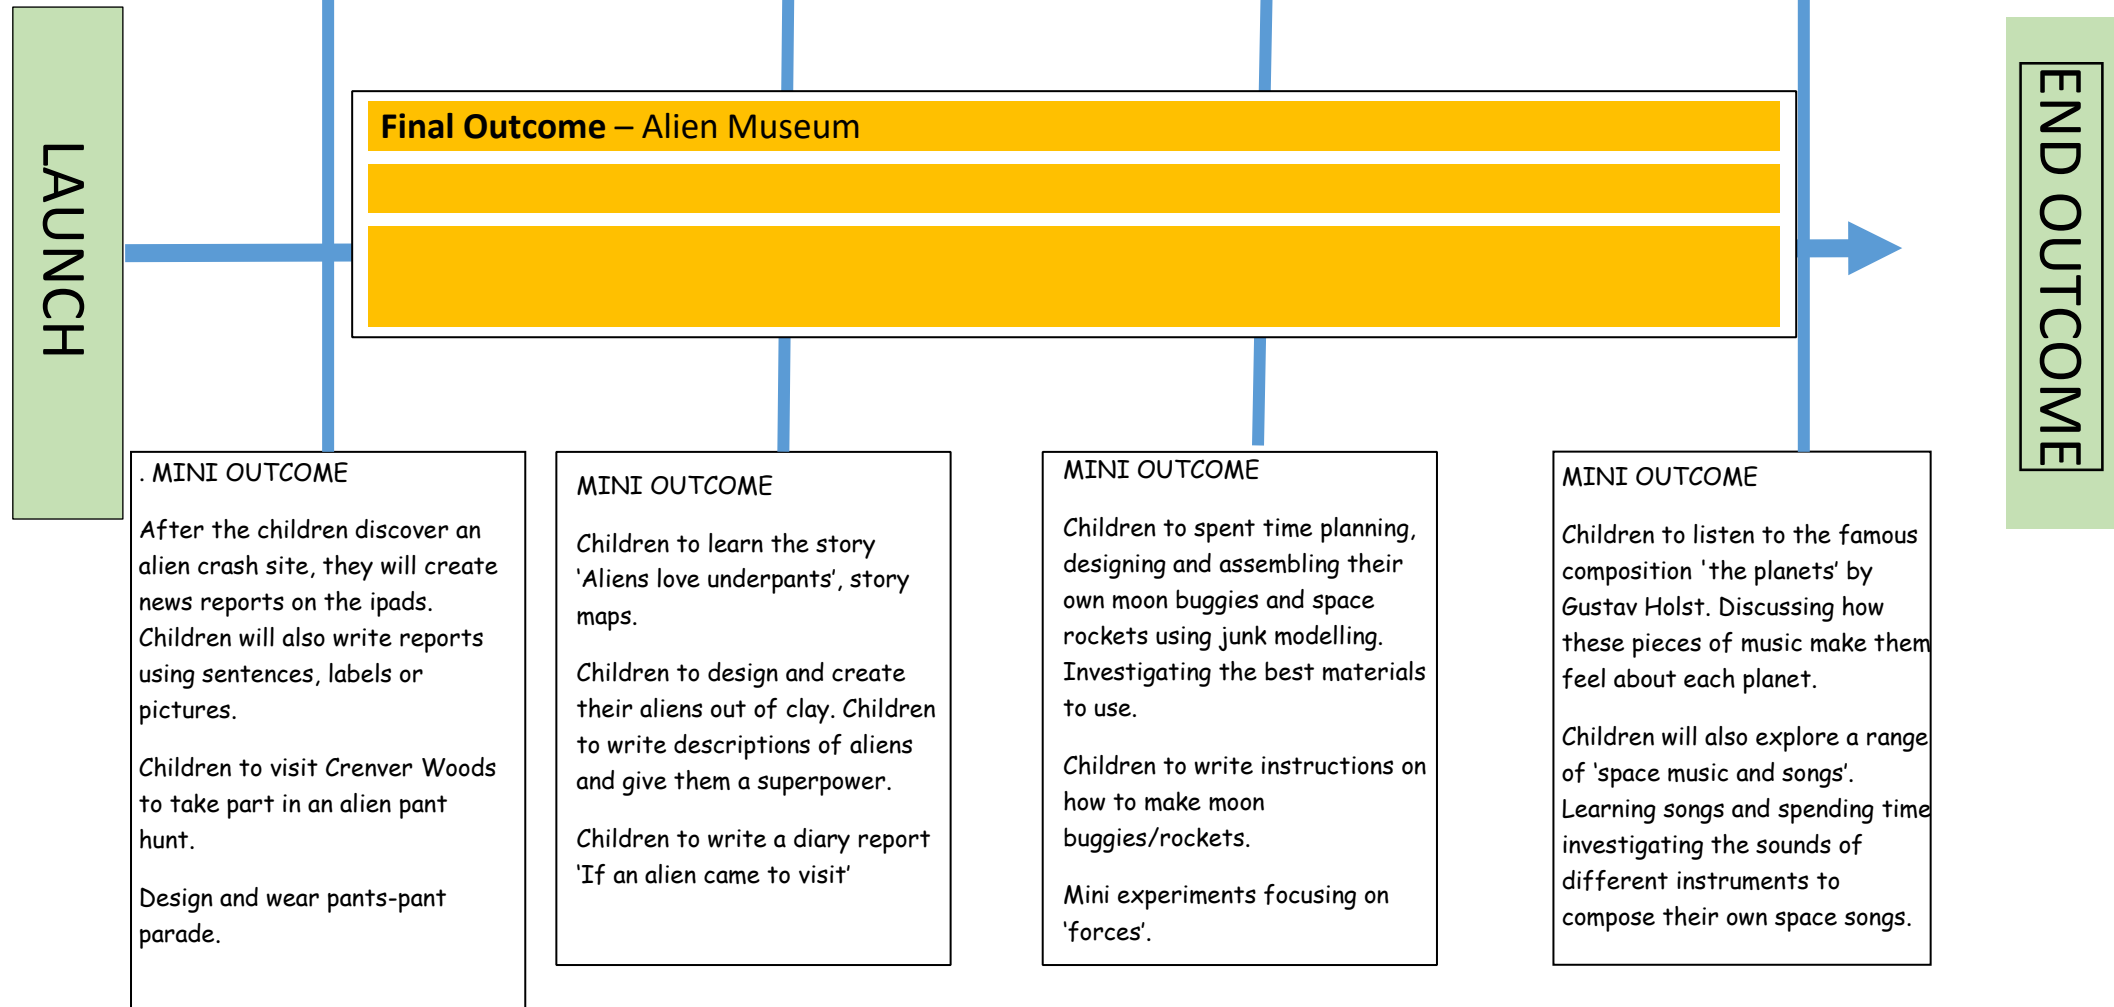 LAUNCH
Final Outcome – Alien Museum
END OUTCOME
. MINI OUTCOME
After the children discover an
alien crash site, they will create
news reports on the ipads.
Children will also write reports
using sentences, labels or
pictures.
Children to visit Crenver Woods
to take part in an alien pant
hunt.
Design and wear pants-pant
parade.
MINI OUTCOME
Children to learn the story
‘Aliens love underpants’, story
maps.
Children to design and create
their aliens out of clay. Children
to write descriptions of aliens
and give them a superpower.
Children to write a diary report
‘If an alien came to visit’
MINI OUTCOME
Children to spent time planning,
designing and assembling their
own moon buggies and space
rockets using junk modelling.
Investigating the best materials
to use.
Children to write instructions on
how to make moon
buggies/rockets.
Mini experiments focusing on
‘forces’.
MINI OUTCOME
Children to listen to the famous
composition 'the planets’ by
Gustav Holst. Discussing how
these pieces of music make them
feel about each planet.
Children will also explore a range
of ‘space music and songs’.
Learning songs and spending time
investigating the sounds of
different instruments to
compose their own space songs.